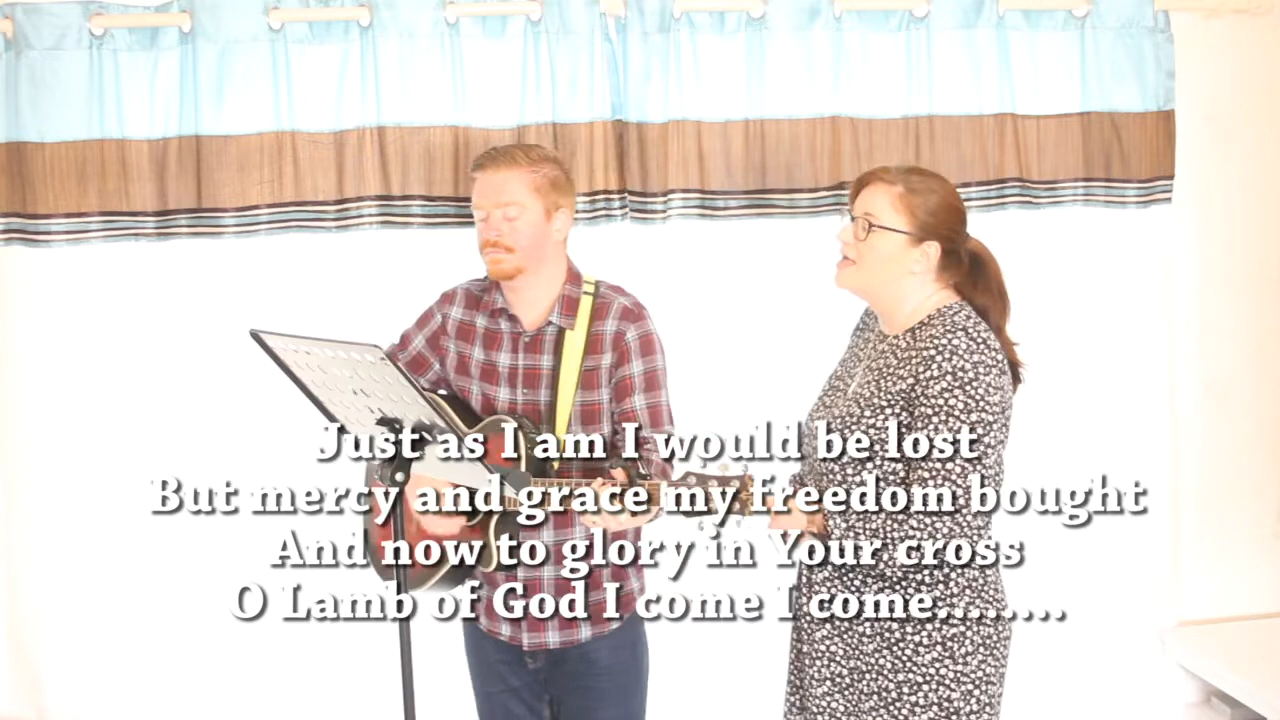 Just as I am I would be lost
But mercy and grace my freedom bought
And now to glory in Your cross
O Lamb of God I come I come........